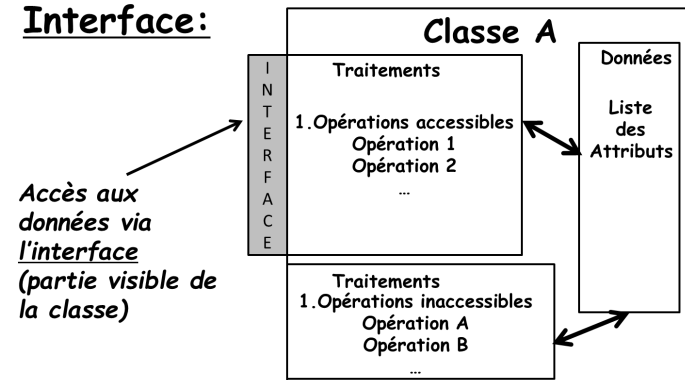 Interface:
Classe A
INTERFACE
Traitements
1.Opérations accessibles
Opération 1
Opération 2
...
Données
Liste
des
Attributs
Accès aux
données via
l'interface
(partie visible de
la classe)
Traitements
1.Opérations inaccessibles
Opération A
Opération B
...